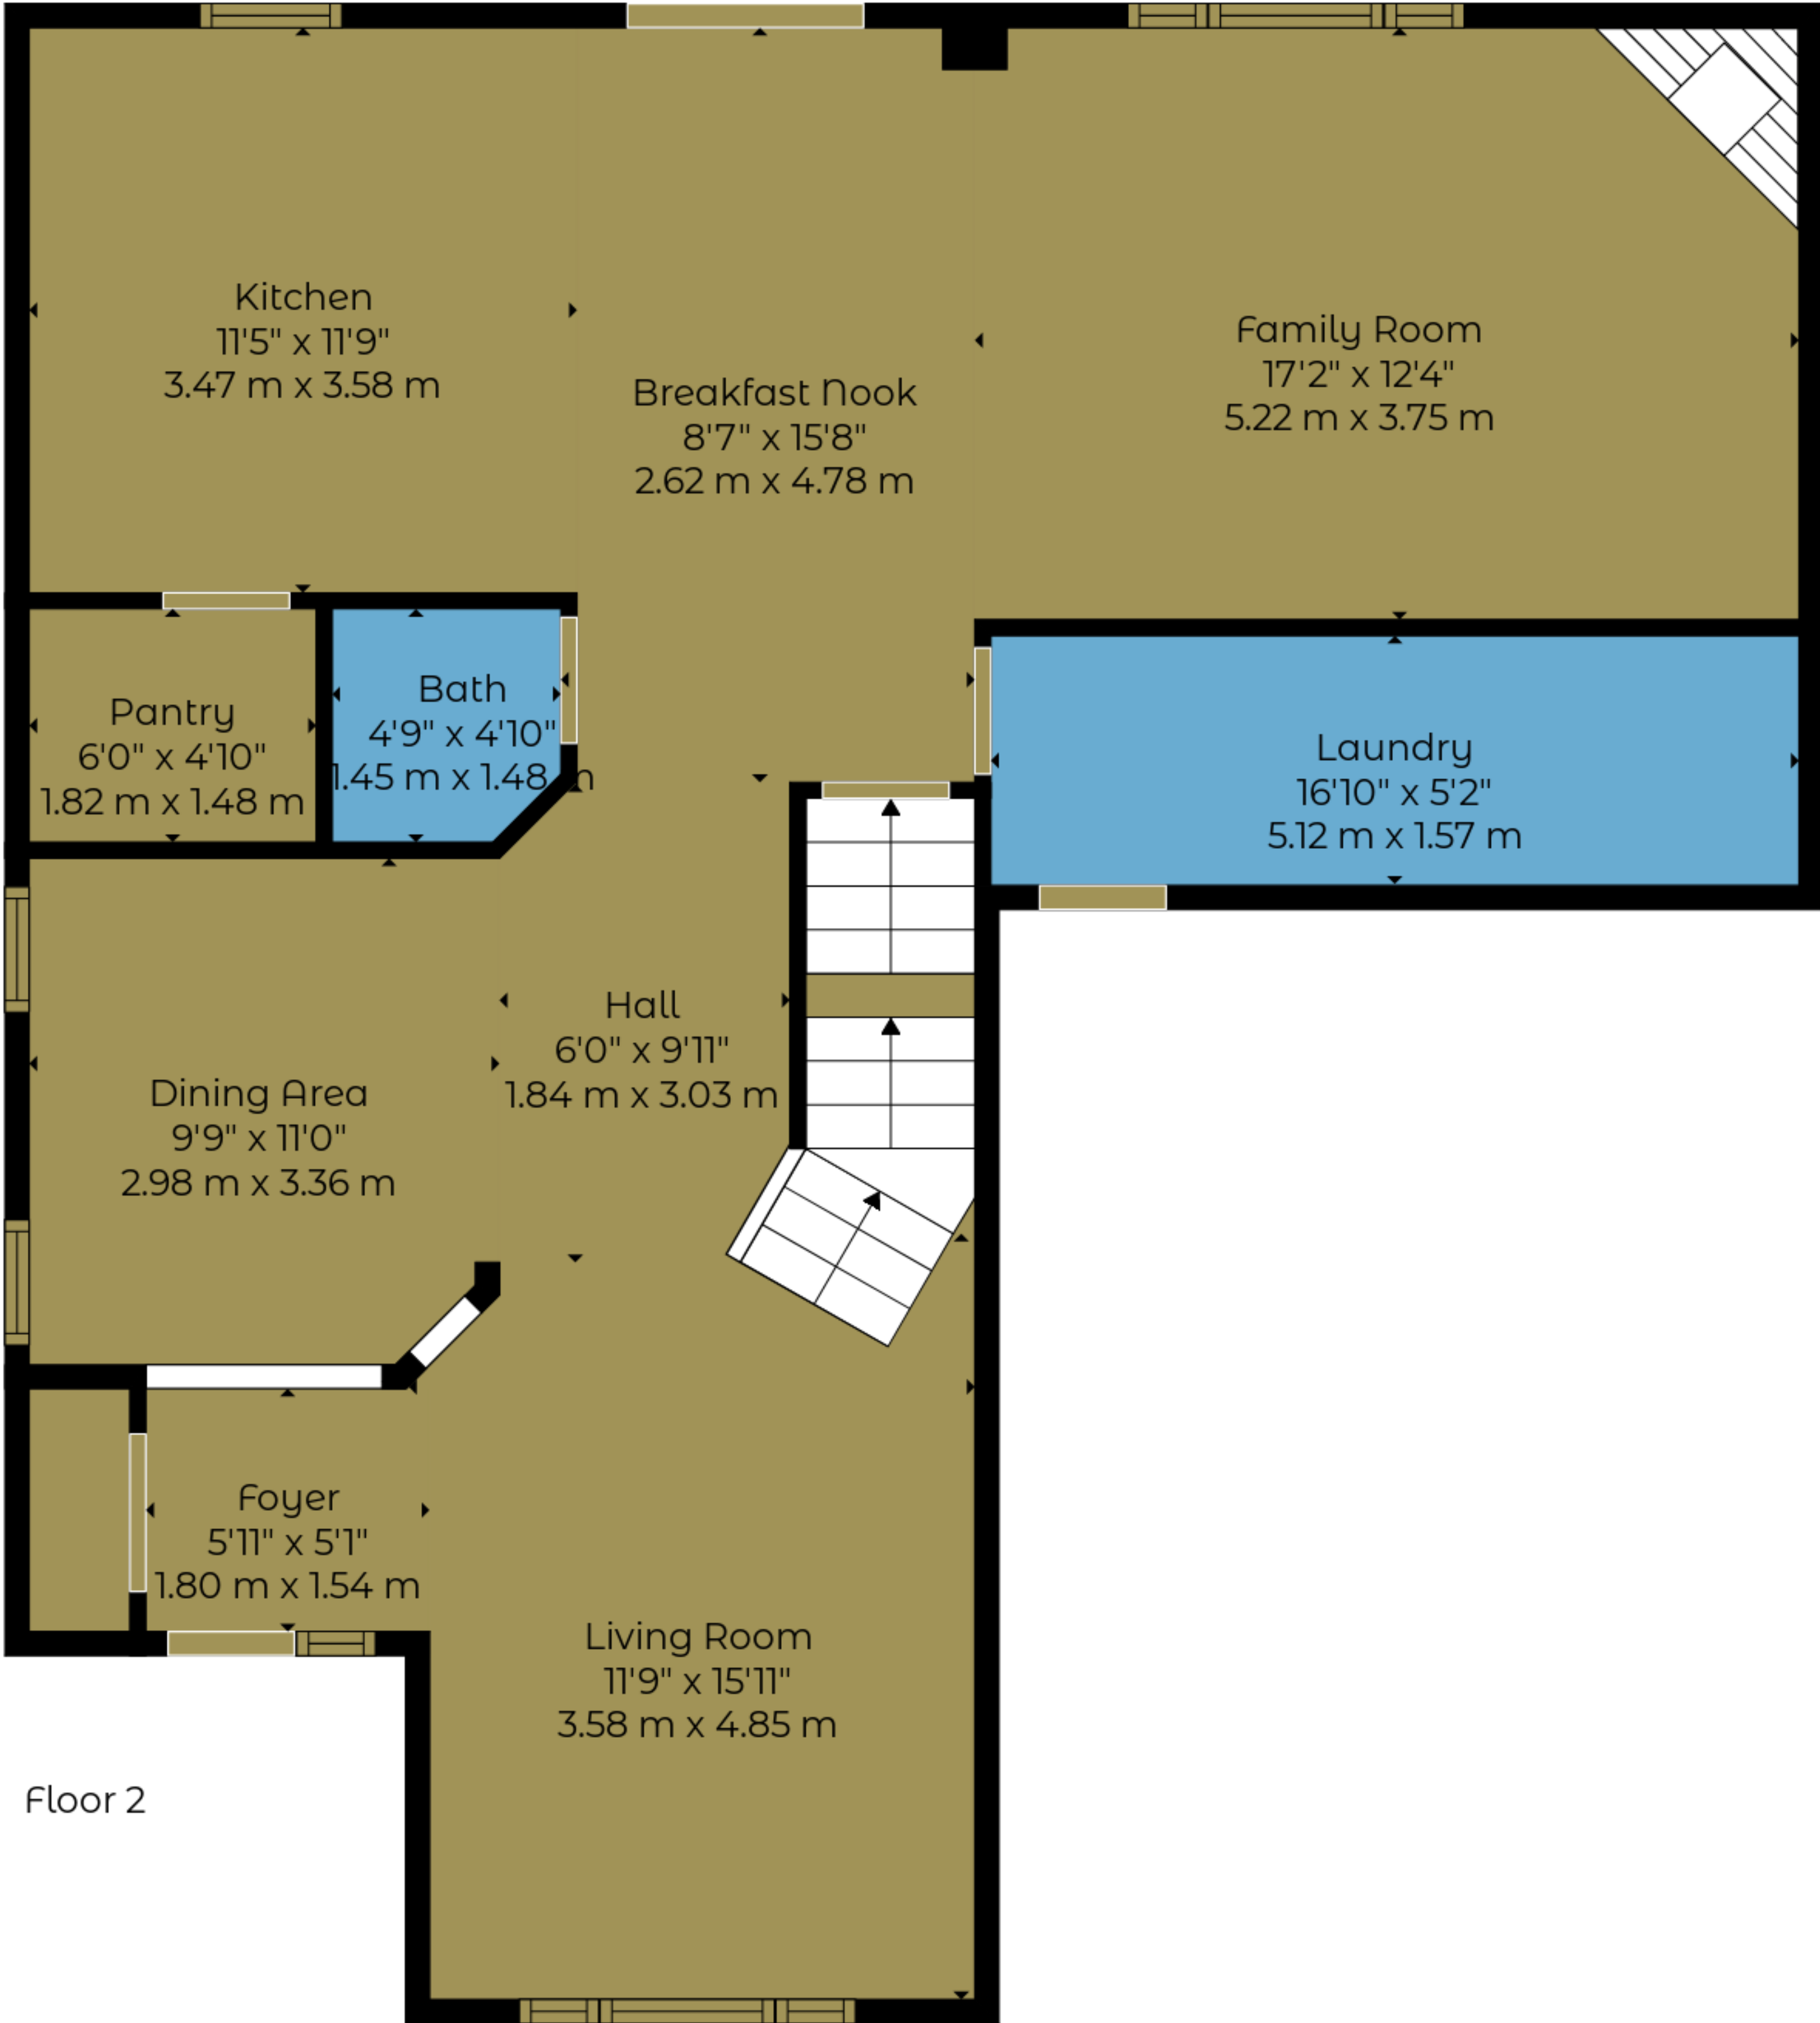 Kitchen
11'5" x 11'9"
3.47 m x 3.58 m
Breakfast Nook
8'7" x 15'8"
2.62 m x 4.78 m
Family Room
17'2" x 12'4"
5.22 m x 3.75 m
Pantry
6'0" x 4'10"
1.82 m x 1.48 m
Bath
4'9" x 4'10"
1.45 m x 1.48 m
Laundry
16'10" x 5'2"
5.12 m x 1.57 m
Hall
6'0" x 9'11"
1.84 m x 3.03 m
Dining Area
9'9" x 11'0"
2.98 m x 3.36 m
Foyer
5'11" x 5'1"
1.80 m x 1.54 m
Living Room
11'9" x 15'11"
3.58 m x 4.85 m
Floor 2